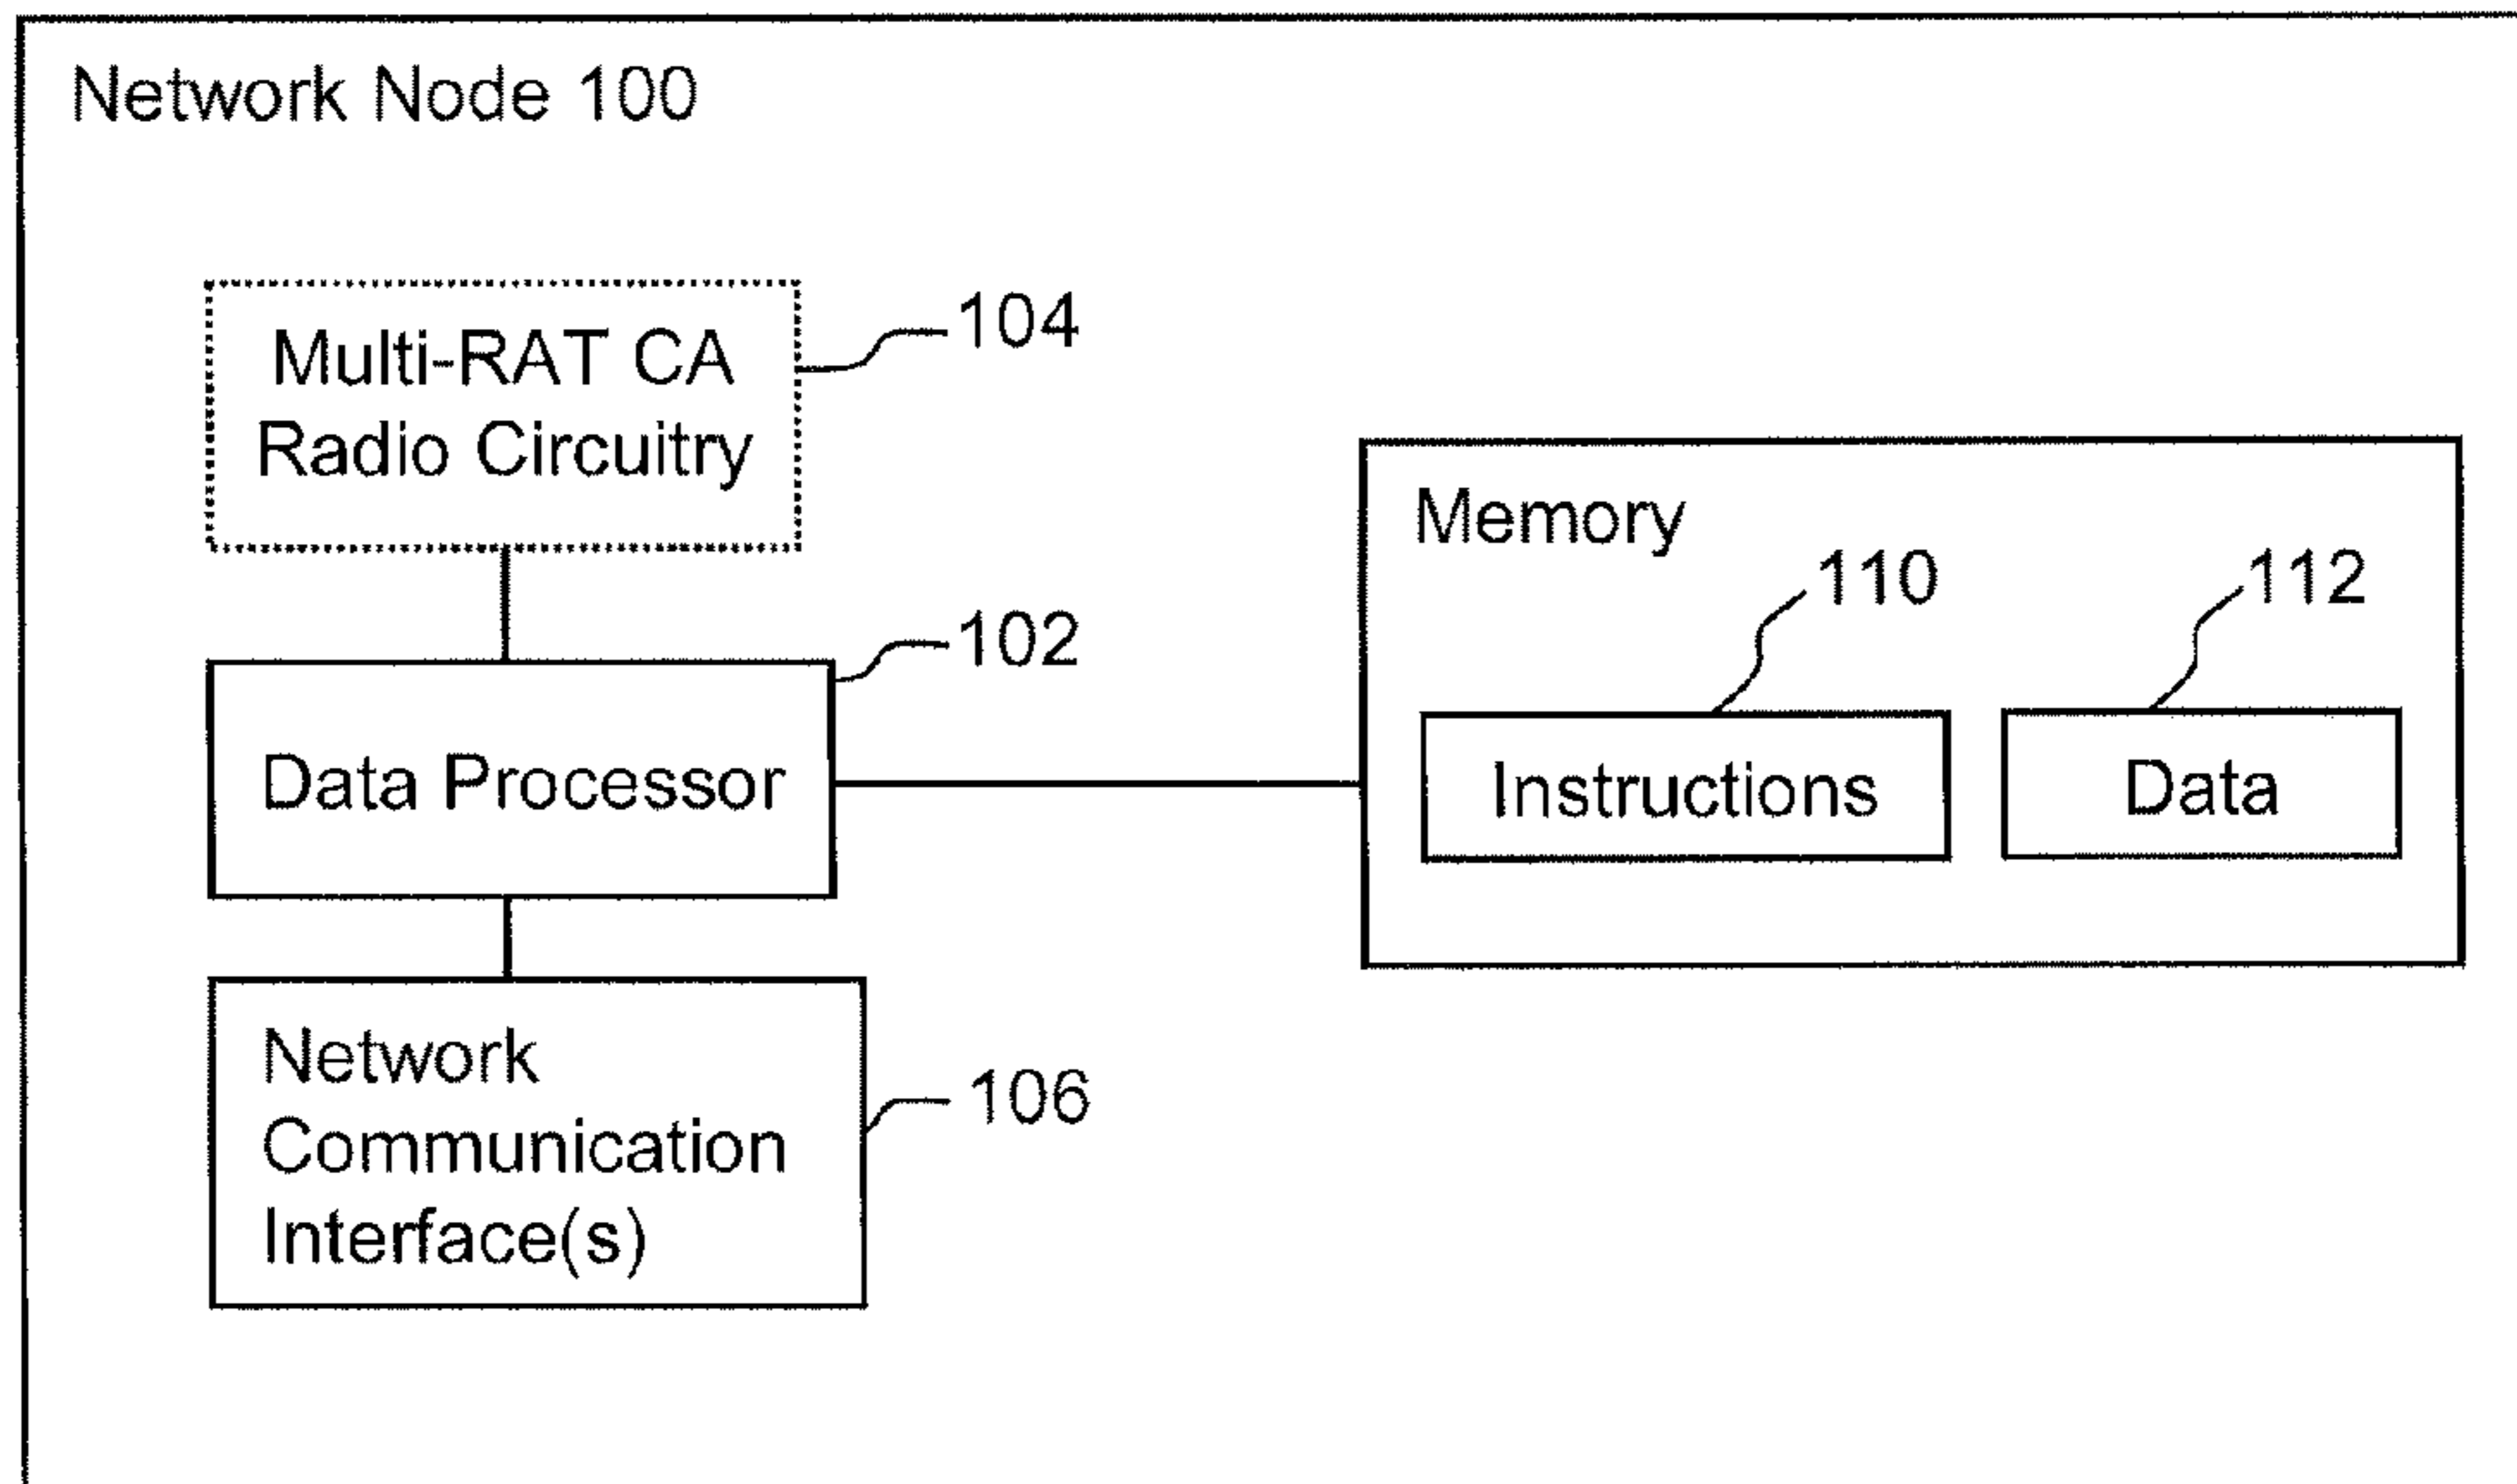 Network Node 100
Multi-RAT CA
Radio Circuitry
104
Memory
110
112
102
Data Processor
Instructions
Data
Network
Communication
Interface(s)
106